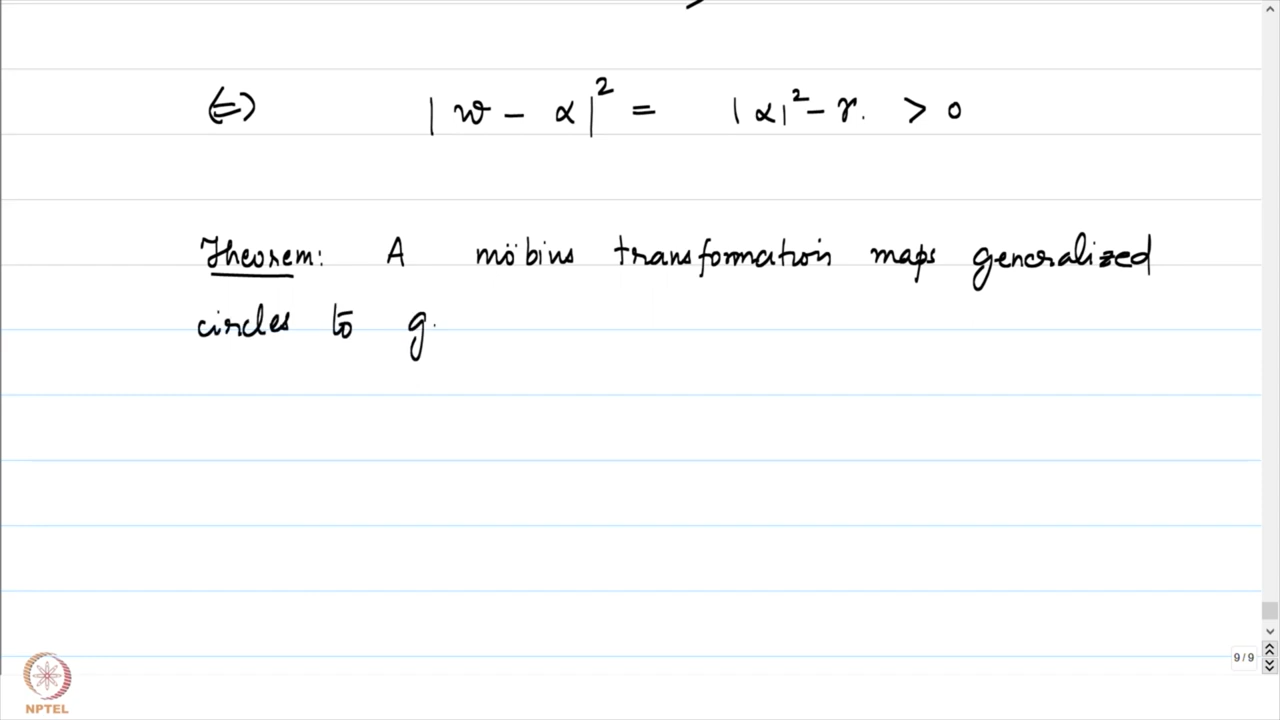 (⇔) | w - α |² = |α|² - r. > 0
Theorem: A möbius transformation maps generalized
circles to g.
9 / 9
NPTEL